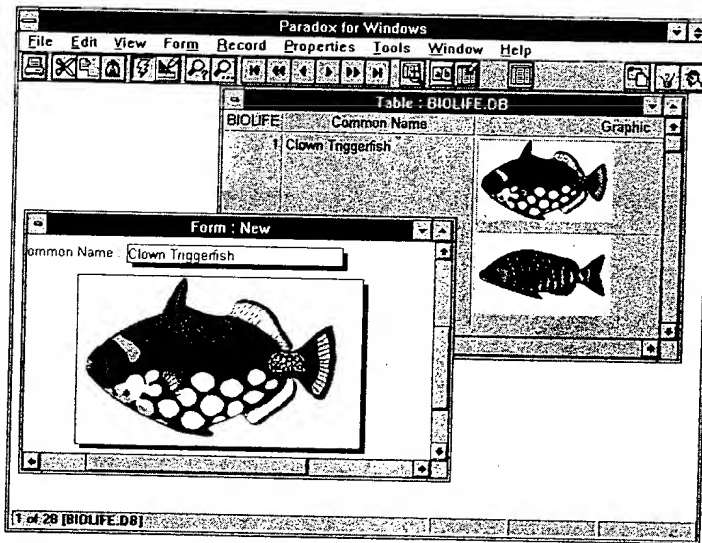 Paradox for Windows
File Edit View Form Record Properties Tools Window Help
Table : BIOLIFE.DB
BIOLIFE Common Name Graphic
1 Clown Triggerfish
Form : New
ommon Name : Clown Triggerfish
1 of 28 [BIOLIFE.DB]